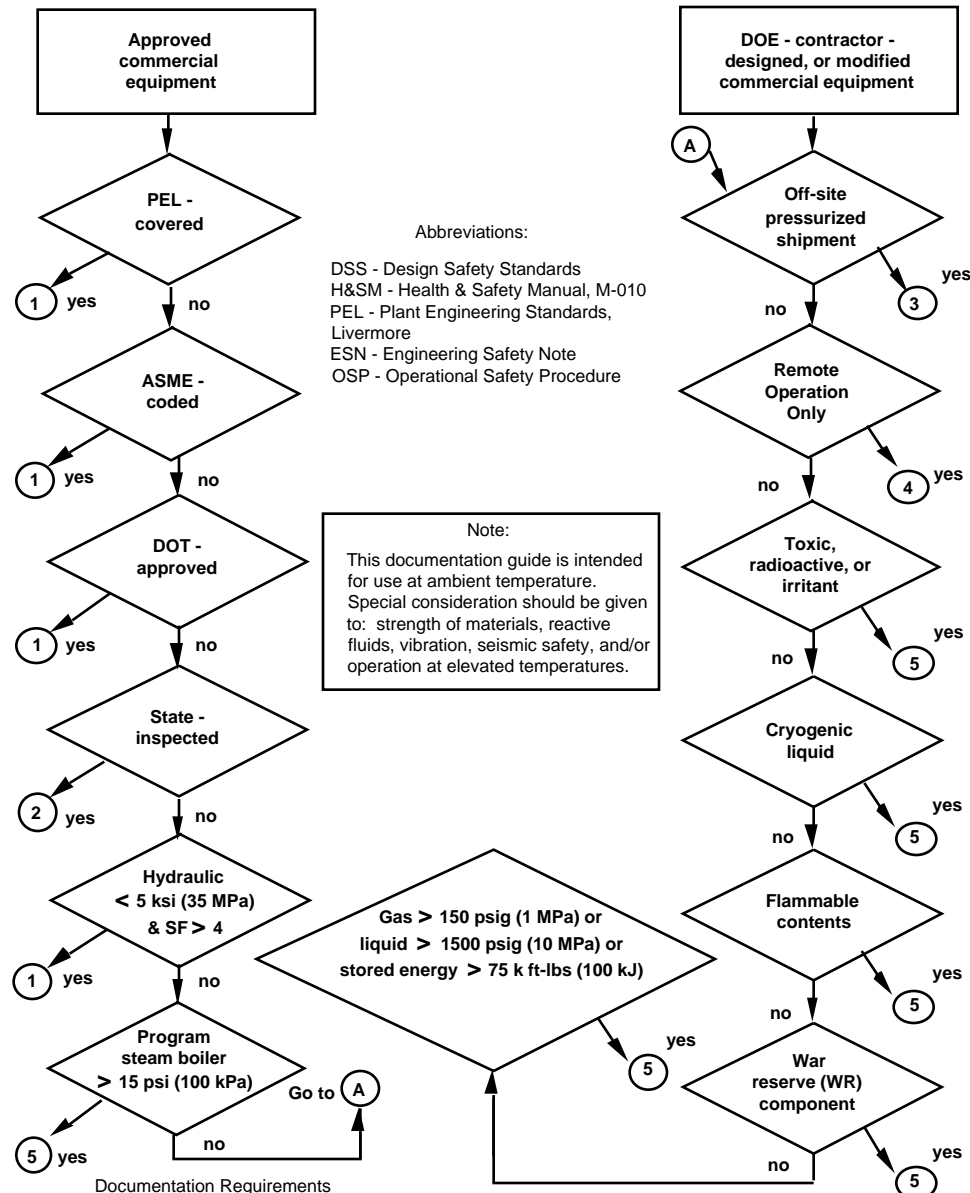 Approved
commercial
equipment
PEL -
covered
1
yes
no
ASME -
coded
1
yes
no
DOT -
approved
1
yes
no
State -
inspected
2
yes
no
Hydraulic
< 5 ksi (35 MPa)
& SF > 4
1
yes
no
Program
steam boiler
> 15 psi (100 kPa)
5
yes
no
Go to
A
Documentation Requirements
Abbreviations:
DSS - Design Safety Standards
H&SM - Health & Safety Manual, M-010
PEL - Plant Engineering Standards,
Livermore
ESN - Engineering Safety Note
OSP - Operational Safety Procedure
Note:
This documentation guide is intended
for use at ambient temperature.
Special consideration should be given
to: strength of materials, reactive
fluids, vibration, seismic safety, and/or
operation at elevated temperatures.
DOE - contractor -
designed, or modified
commercial equipment
A
Off-site
pressurized
shipment
yes
3
no
Remote
Operation
Only
yes
4
no
Toxic,
radioactive, or
irritant
yes
5
no
Cryogenic
liquid
yes
5
no
Flammable
contents
yes
5
no
War
reserve (WR)
component
yes
5
no
Gas > 150 psig (1 MPa) or
liquid > 1500 psig (10 MPa) or
stored energy > 75 k ft-lbs (100 kJ)
yes
5